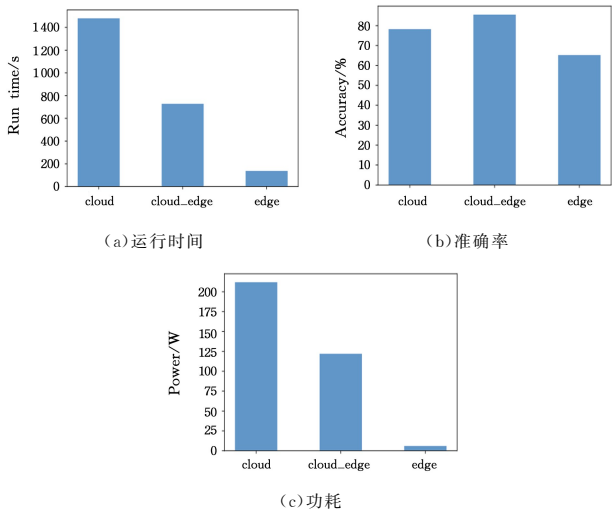 Run time/s
1 400
1 200
1 000
800
600
400
200
0
cloud cloud_edge edge
(a)运行时间
Accuracy/%
80
70
60
50
40
30
20
10
0
cloud cloud_edge edge
(b)准确率
Power/W
200
175
150
125
100
75
50
25
0
cloud cloud_edge edge
(c)功耗